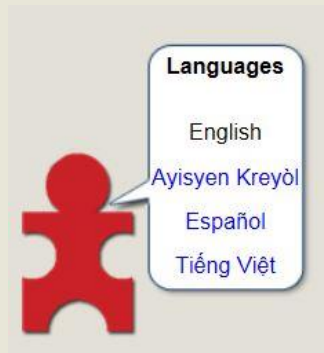 Languages
English
Ayisyen Kreyòl
Español
Tiếng Việt